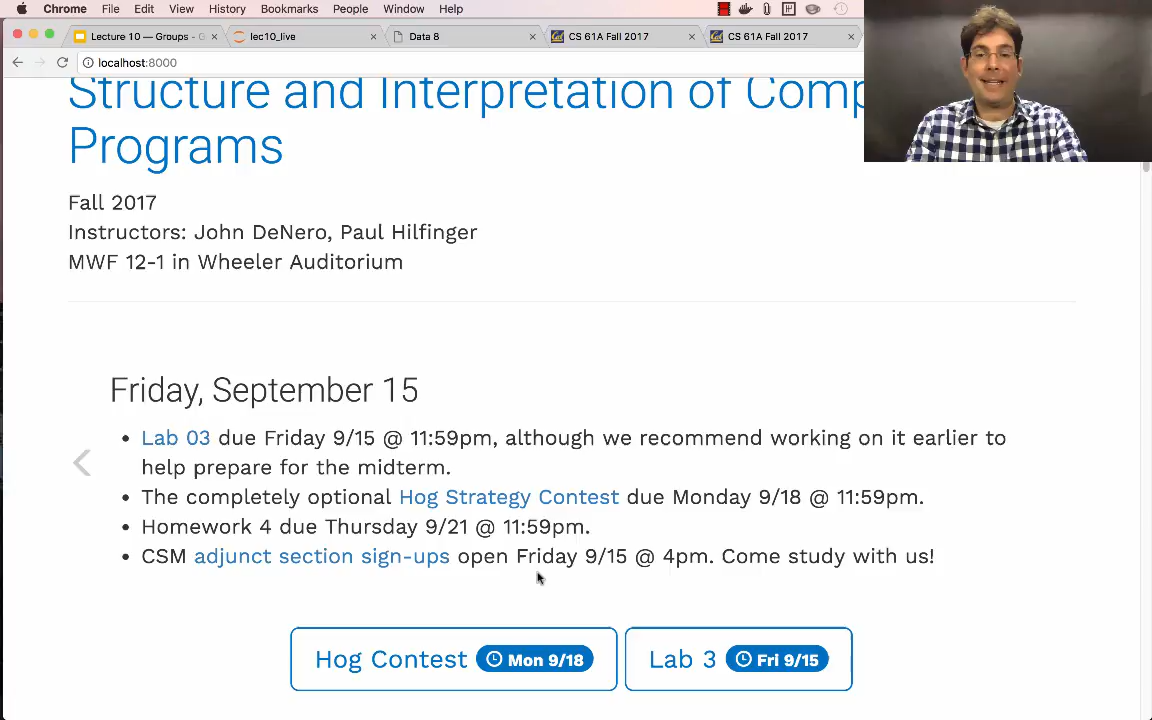 Chrome File Edit View History Bookmarks People Window Help
Lecture 10 — Groups - G
lec10_live
Data 8
CS 61A Fall 2017
CS 61A Fall 2017
localhost:8000
Structure and Interpretation of Comp
Programs
Fall 2017
Instructors: John DeNero, Paul Hilfinger
MWF 12-1 in Wheeler Auditorium
Friday, September 15
Lab 03 due Friday 9/15 @ 11:59pm, although we recommend working on it earlier to
help prepare for the midterm.
The completely optional Hog Strategy Contest due Monday 9/18 @ 11:59pm.
Homework 4 due Thursday 9/21 @ 11:59pm.
CSM adjunct section sign-ups open Friday 9/15 @ 4pm. Come study with us!
Hog Contest Mon 9/18
Lab 3 Fri 9/15